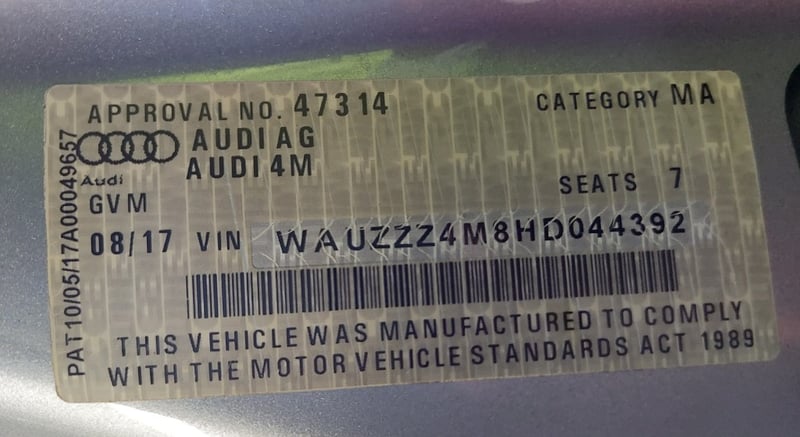 APPROVAL NO. 47314
CATEGORY MA
AUDI AG
AUDI 4M
Audi
SEATS 7
GVM
08/17 VIN WAUZZZ4M8HD044392
THIS VEHICLE WAS MANUFACTURED TO COMPLY
WITH THE MOTOR VEHICLE STANDARDS ACT 1989
PAT10/05/17A00049657